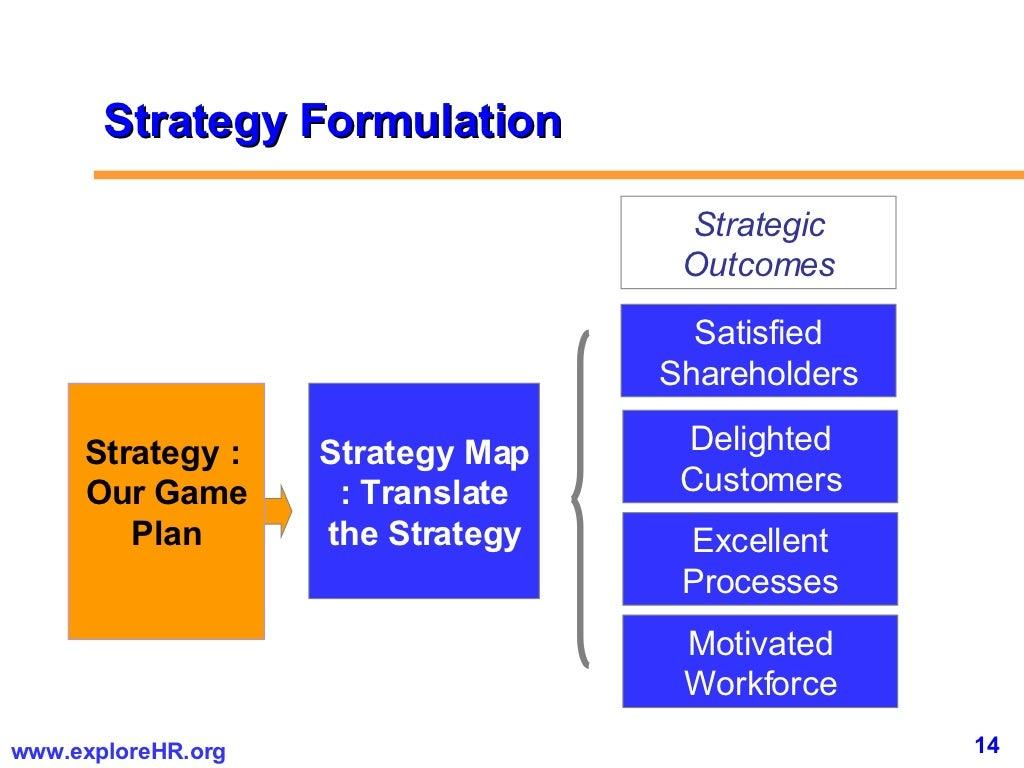 Strategy Formulation
Strategic
Outcomes
Satisfied
Shareholders
Strategy :
Our Game
Plan
Strategy Map
: Translate
the Strategy
Delighted
Customers
Excellent
Processes
Motivated
Workforce
www.exploreHR.org
14